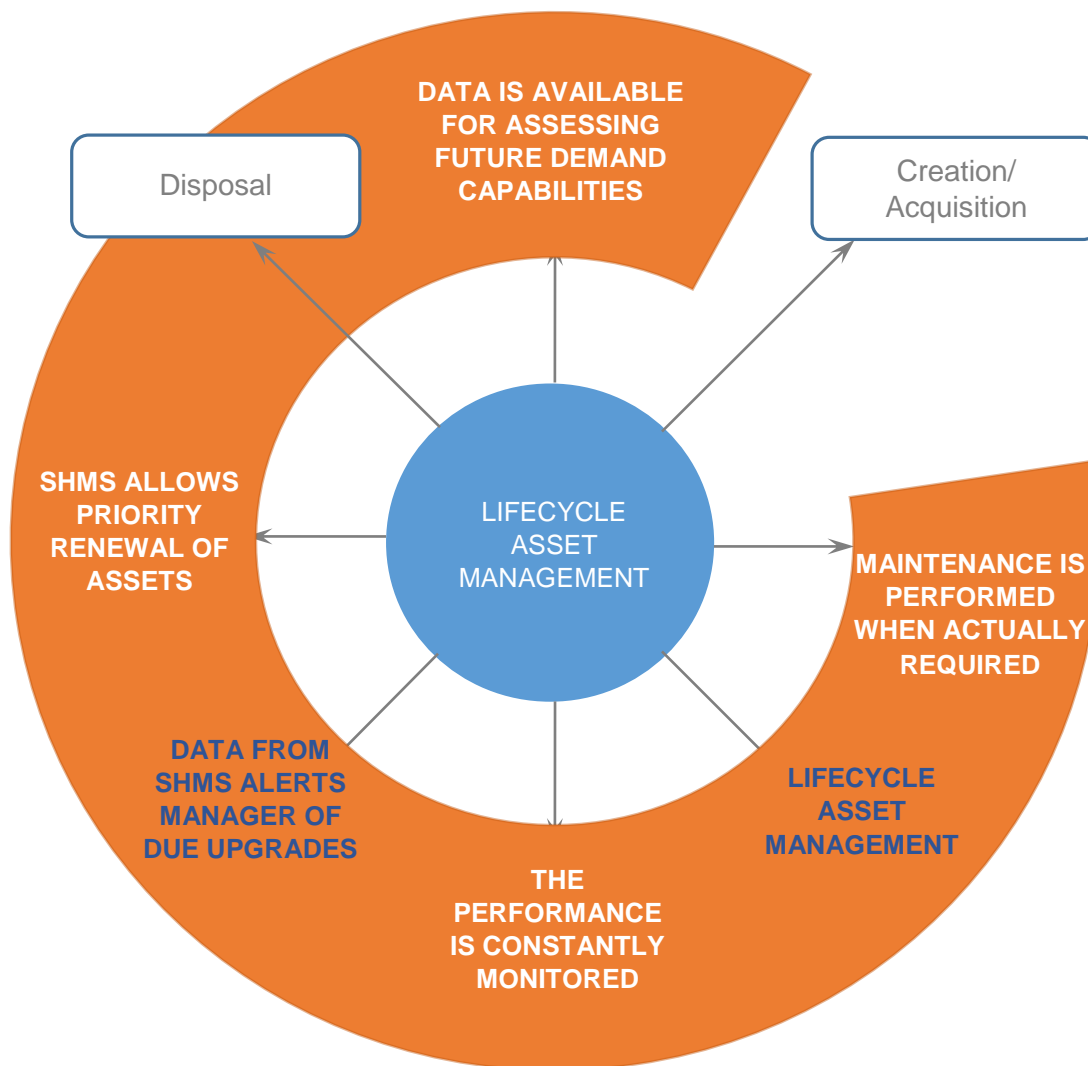 DATA IS AVAILABLE
FOR ASSESSING
FUTURE DEMAND
CAPABILITIES
Disposal
Creation/
Acquisition
SHMS ALLOWS
PRIORITY
RENEWAL OF
ASSETS
LIFECYCLE
ASSET
MANAGEMENT
MAINTENANCE IS
PERFORMED
WHEN ACTUALLY
REQUIRED
DATA FROM
SHMS ALERTS
MANAGER OF
DUE UPGRADES
LIFECYCLE
ASSET
MANAGEMENT
THE
PERFORMANCE
IS CONSTANTLY
MONITORED